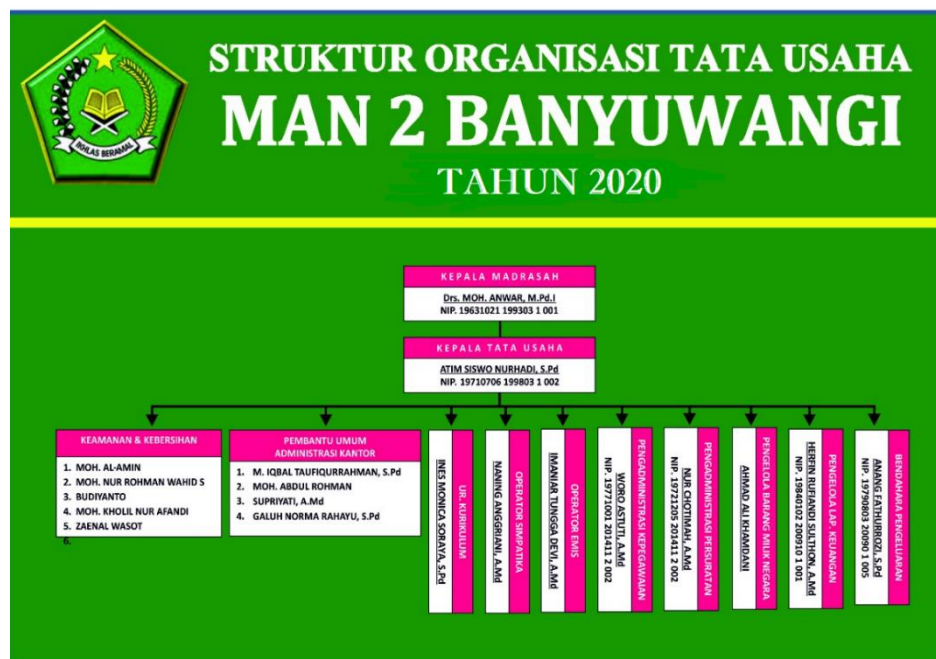 IKHLAS BERAMAL
STRUKTUR ORGANISASI TATA USAHA
MAN 2 BANYUWANGI
TAHUN 2020
KEPALA MADRASAH
Drs. MOH. ANWAR, M.Pd.I
NIP. 19631021 199303 1 001
KEPALA TATA USAHA
ATIM SISWO NURHADI, S.Pd
NIP. 19710706 199803 1 002
KEAMANAN & KEBERSIHAN
1. MOH. AL-AMIN
2. MOH. NUR ROHMAN WAHID S
3. BUDIYANTO
4. MOH. KHOLIL NUR AFANDI
5. ZAENAL WASOT
6.
PEMBANTU UMUM
ADMINISTRASI KANTOR
1. M. IQBAL TAUFIQURRAHMAN, S.Pd
2. MOH. ABDUL ROHMAN
3. SUPRIYATI, A.Md
4. GALUH NORMA RAHAYU, S.Pd
UR. KURIKULUM
INES MONICA SORAYA, S.Pd
OPERATOR SIMPATIKA
NANIING ANGGRIANI, A.Md
OPERATOR EMIS
IMANIAR TUNGGA DEVI, A.Md
PENGADMINISTRASI KEPEGAWAIAN
WORO ASTUTI, A.Md
NIP. 19771001 201411 2 002
PENGADMINISTRASI PERSURATAN
NUR CHOTIMAH, A.Md
NIP. 19721205 201411 2 002
PENGELOLA BARANG MILIK NEGARA
AHMAD ALI KHAMDANI
PENGELOLA LAP. KEUANGAN
HERFIN RUFIANDI SULTHON, A.Md
NIP. 19840102 200910 1 001
BENDAHARA PENGELUARAN
ANANG FATHUROZI, S.Pd
NIP. 19790803 20090 1 005